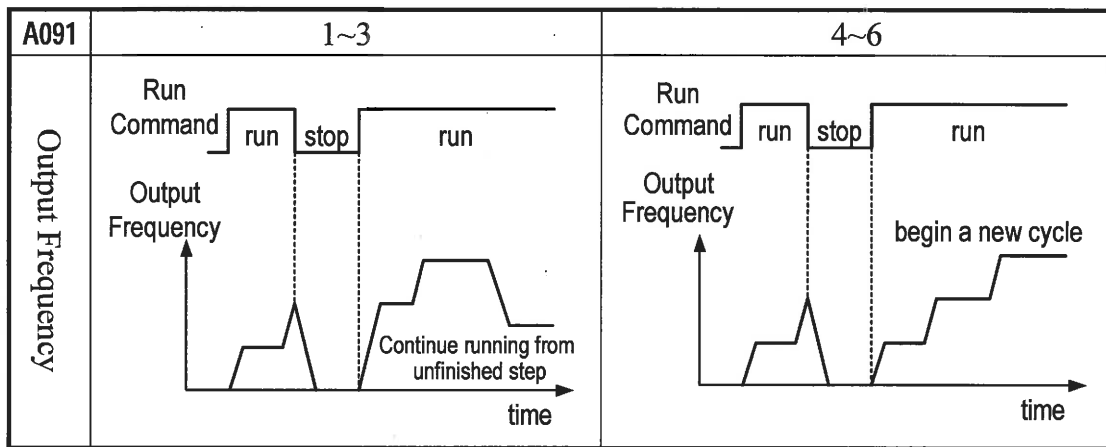 A091
1~3
4~6
Output Frequency
Run
Command
run
stop
run
Output
Frequency
Continue running from
unfinished step
time
Run
Command
run
stop
run
Output
Frequency
begin a new cycle
time